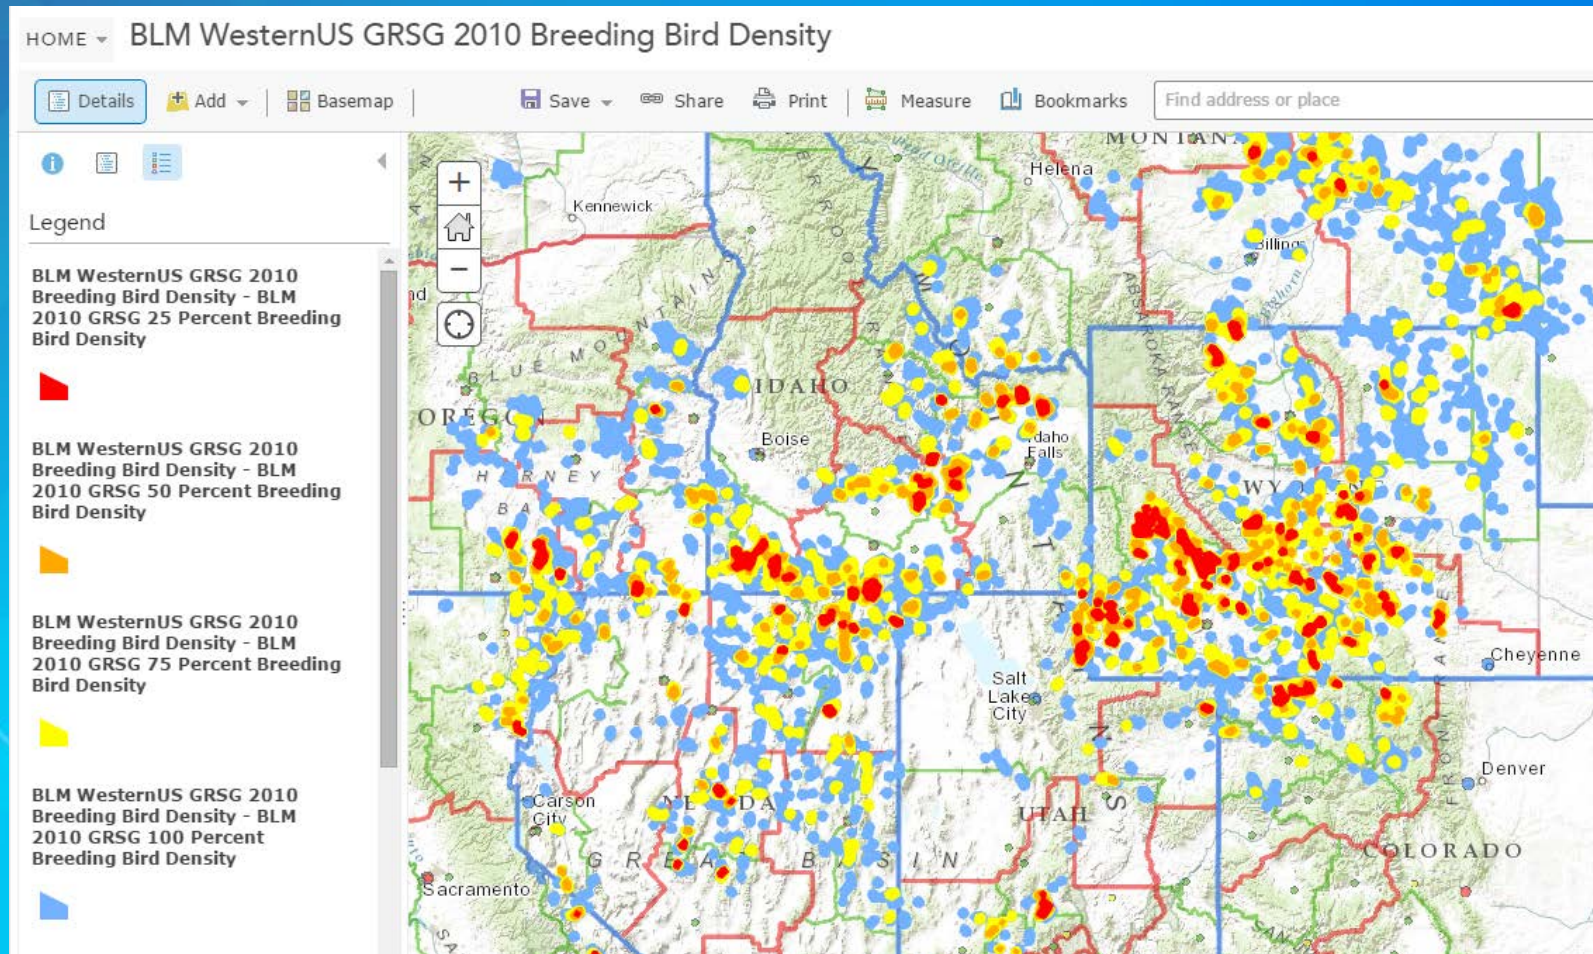 HOME
BLM WesternUS GRSG 2010 Breeding Bird Density
Details
Add
Basemap
Save
Share
Print
Measure
Bookmarks
Find address or place
Legend
BLM WesternUS GRSG 2010
Breeding Bird Density - BLM
2010 GRSG 25 Percent Breeding
Bird Density
BLM WesternUS GRSG 2010
Breeding Bird Density - BLM
2010 GRSG 50 Percent Breeding
Bird Density
BLM WesternUS GRSG 2010
Breeding Bird Density - BLM
2010 GRSG 75 Percent Breeding
Bird Density
BLM WesternUS GRSG 2010
Breeding Bird Density - BLM
2010 GRSG 100 Percent
Breeding Bird Density
Helena
Kennewick
BLUE MOUNTAINS
ABSAROKA RANGE
Bighorn
IDAHO
OREGON
Boise
Salt
Lake
City
Cheyenne
Denver
Carson
City
UTAH
COLORADO
Sacramento